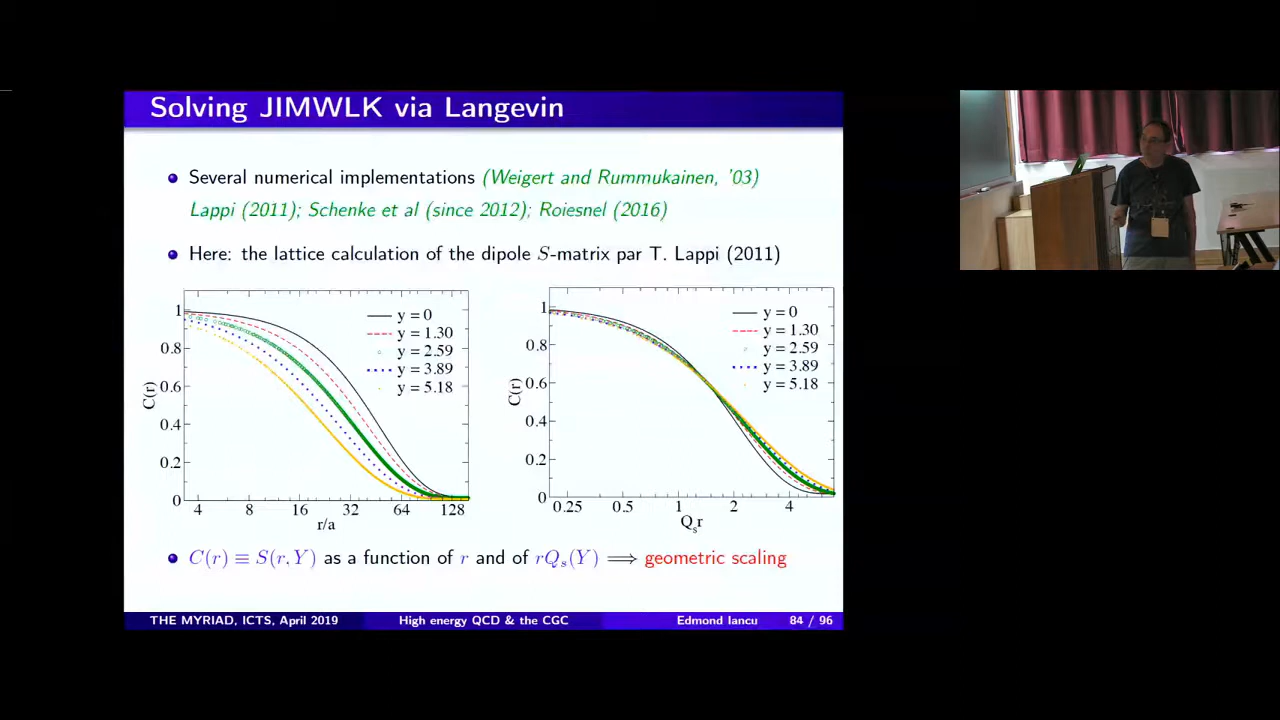 Solving JIMWLK via Langevin
Several numerical implementations (Weigert and Rummukainen, '03)
Lappi (2011); Schenke et al (since 2012); Roiesnel (2016)
Here: the lattice calculation of the dipole S-matrix par T. Lappi (2011)
1
0.8
0.6
0.4
0.2
0
C(r)
y = 0
y = 1.30
y = 2.59
y = 3.89
y = 5.18
4 8 16 32 64 128
r/a
1
0.8
0.6
0.4
0.2
0
C(r)
y = 0
y = 1.30
y = 2.59
y = 3.89
y = 5.18
0.25 0.5 1 2 4
Qₛr
C(r) ≡ S(r, Y) as a function of r and of rQₛ(Y) ⟹ geometric scaling
THE MYRIAD, ICTS, April 2019 High energy QCD & the CGC Edmond Iancu 84 / 96